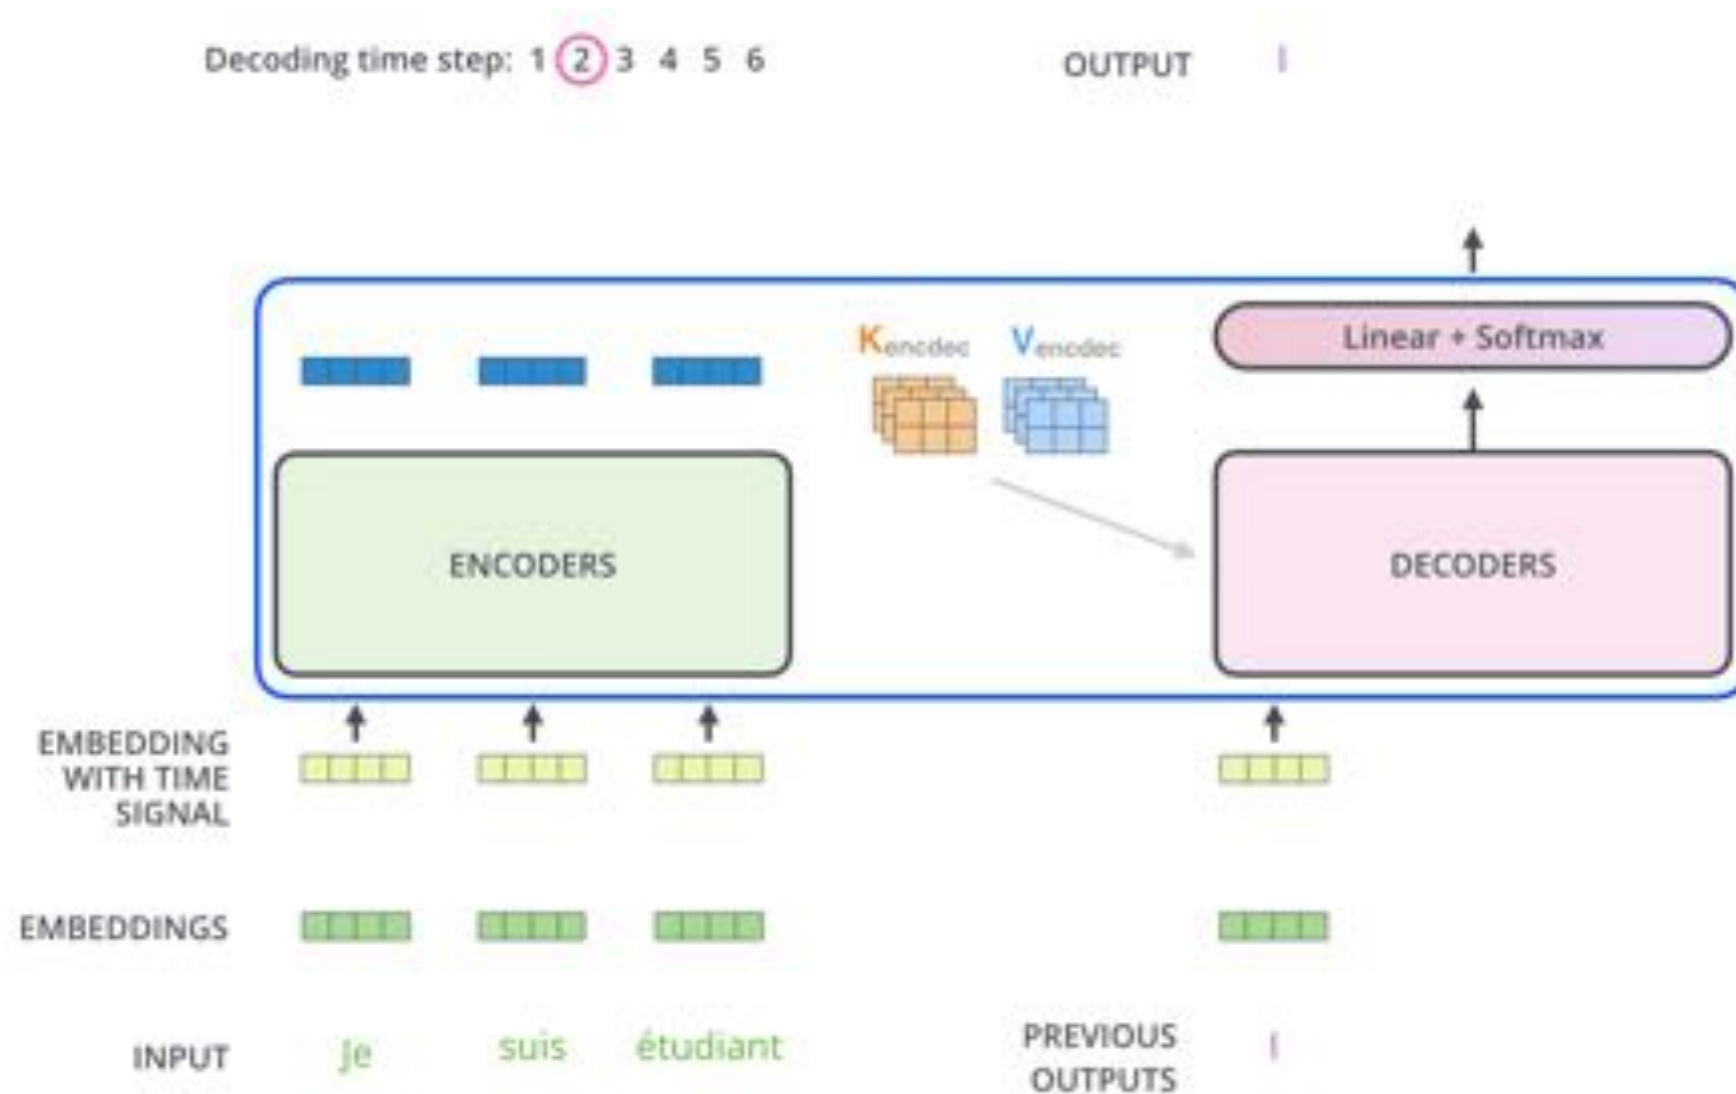 Decoding time step: 1 2 3 4 5 6
OUTPUT I
Kencdec Vencdec
Linear + Softmax
ENCODERS
DECODERS
EMBEDDING
WITH TIME
SIGNAL
EMBEDDINGS
INPUT Je suis étudiant
PREVIOUS
OUTPUTS
I